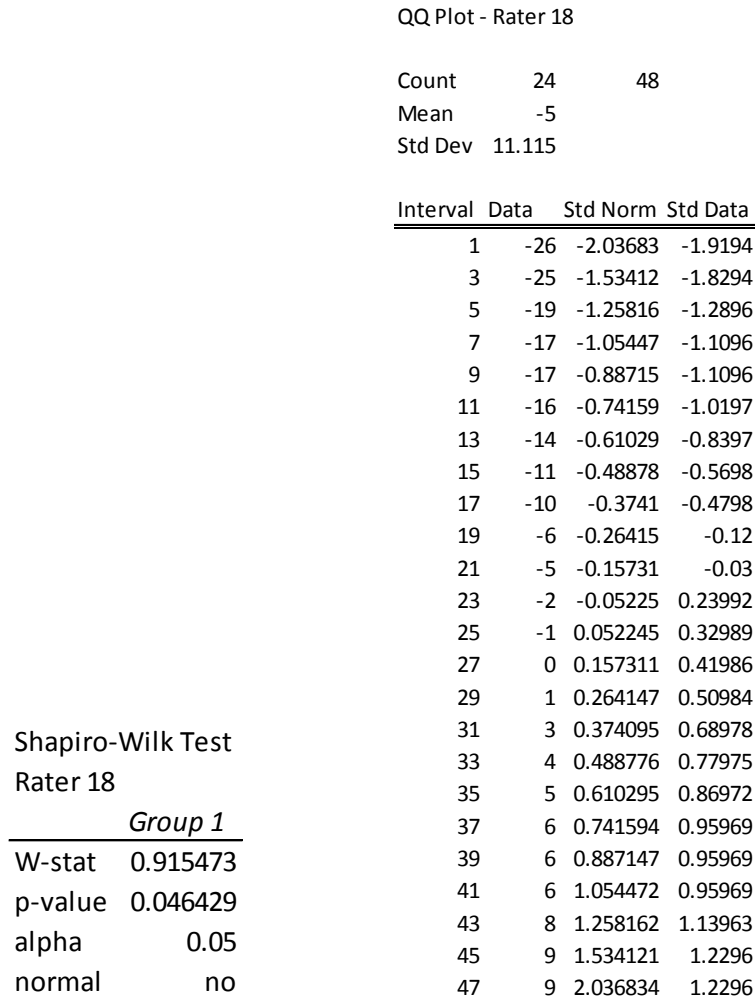 QQ Plot - Rater 18
Count 24 48
Mean -5
Std Dev 11.115
Interval Data Std Norm Std Data
1 -26 -2.03683 -1.9194
3 -25 -1.53412 -1.8294
5 -19 -1.25816 -1.2896
7 -17 -1.05447 -1.1096
9 -17 -0.88715 -1.1096
11 -16 -0.74159 -1.0197
13 -14 -0.61029 -0.8397
15 -11 -0.48878 -0.5698
17 -10 -0.3741 -0.4798
19 -6 -0.26415 -0.12
21 -5 -0.15731 -0.03
23 -2 -0.05225 0.23992
25 -1 0.052245 0.32989
27 0 0.157311 0.41986
29 1 0.264147 0.50984
31 3 0.374095 0.68978
33 4 0.488776 0.77975
35 5 0.610295 0.86972
37 6 0.741594 0.95969
39 6 0.887147 0.95969
41 6 1.054472 0.95969
43 8 1.258162 1.13963
45 9 1.534121 1.2296
47 9 2.036834 1.2296
Shapiro-Wilk Test
Rater 18
Group 1
W-stat 0.915473
p-value 0.046429
alpha 0.05
normal no